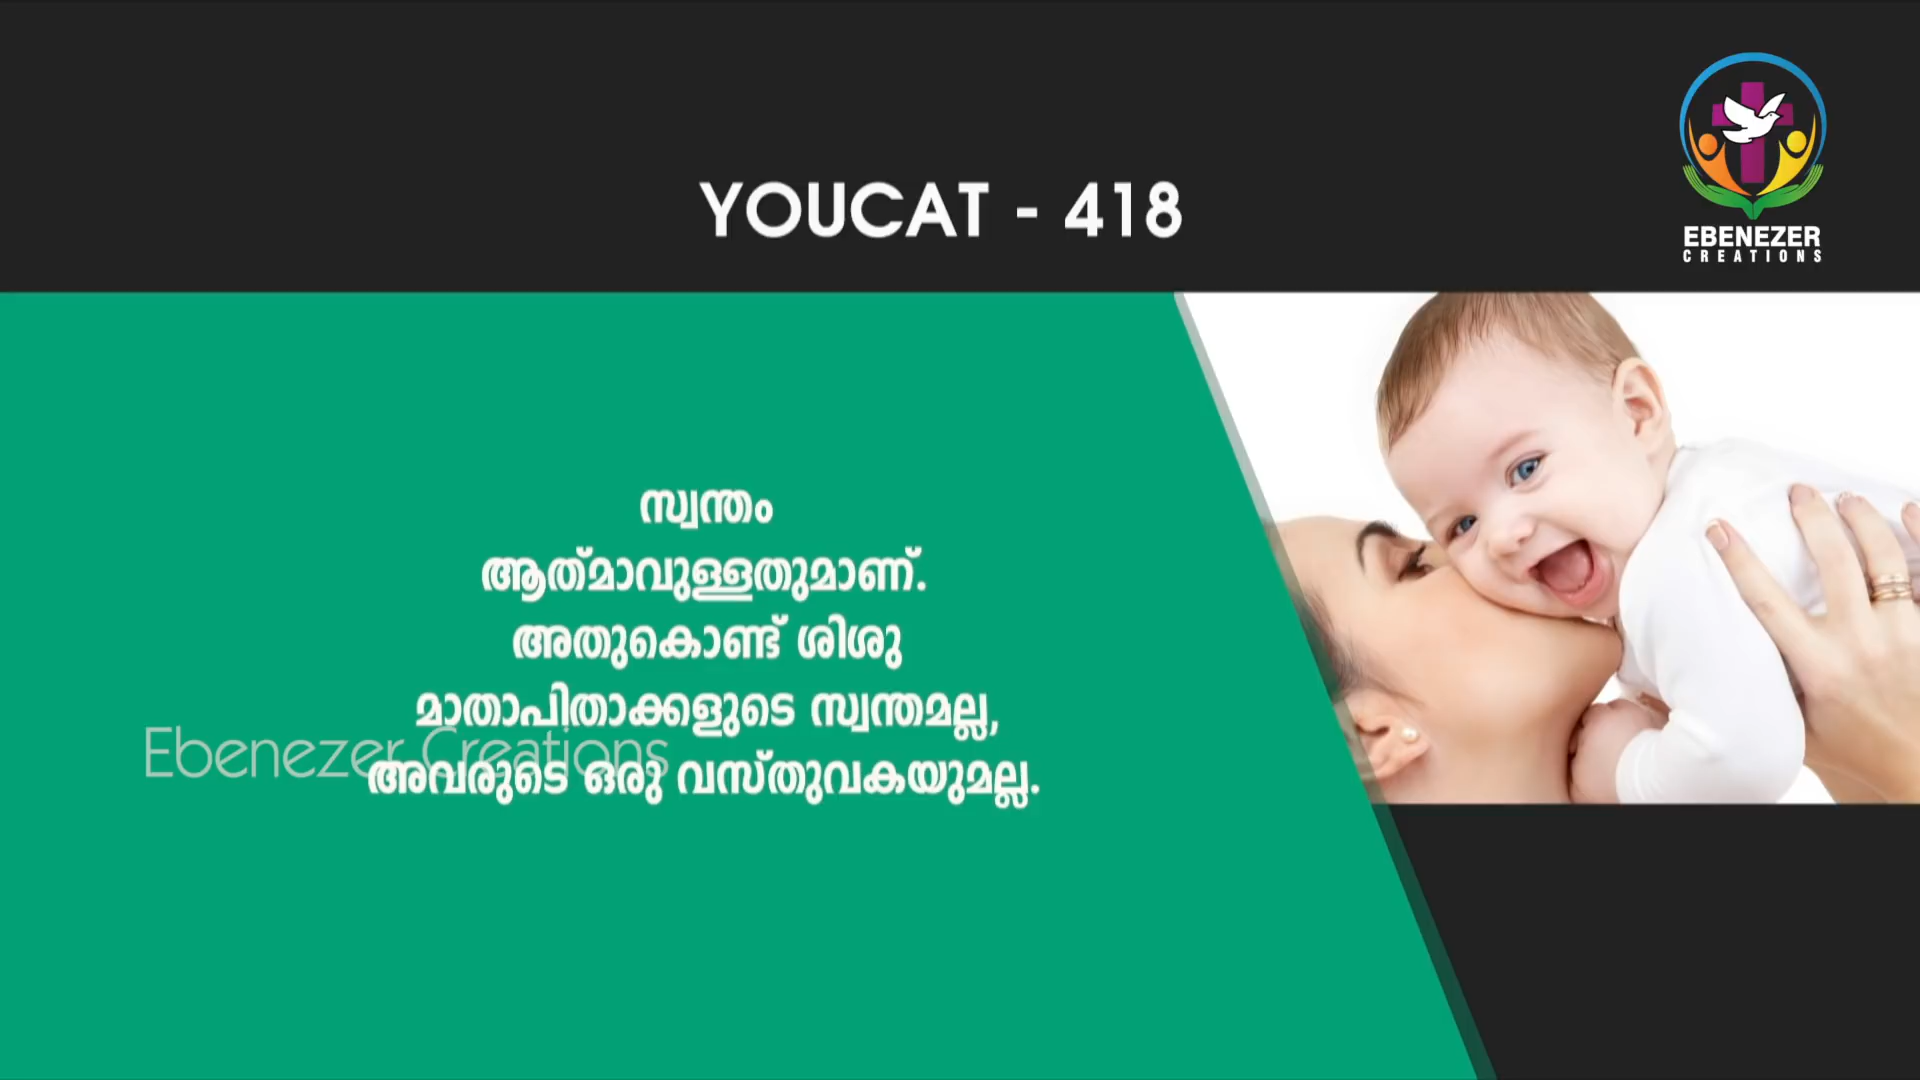 YOUCAT - 418
EBENEZER
CREATIONS
സ്വന്തം
ആത്മാവുള്ളതുമാണ്.
അതുകൊണ്ട് ശിശു
മാതാപിതാക്കളുടെ സ്വന്തമല്ല,
Ebenezer Creations
അവരുടെ ഒരു വസ്തുവകയുമല്ല.